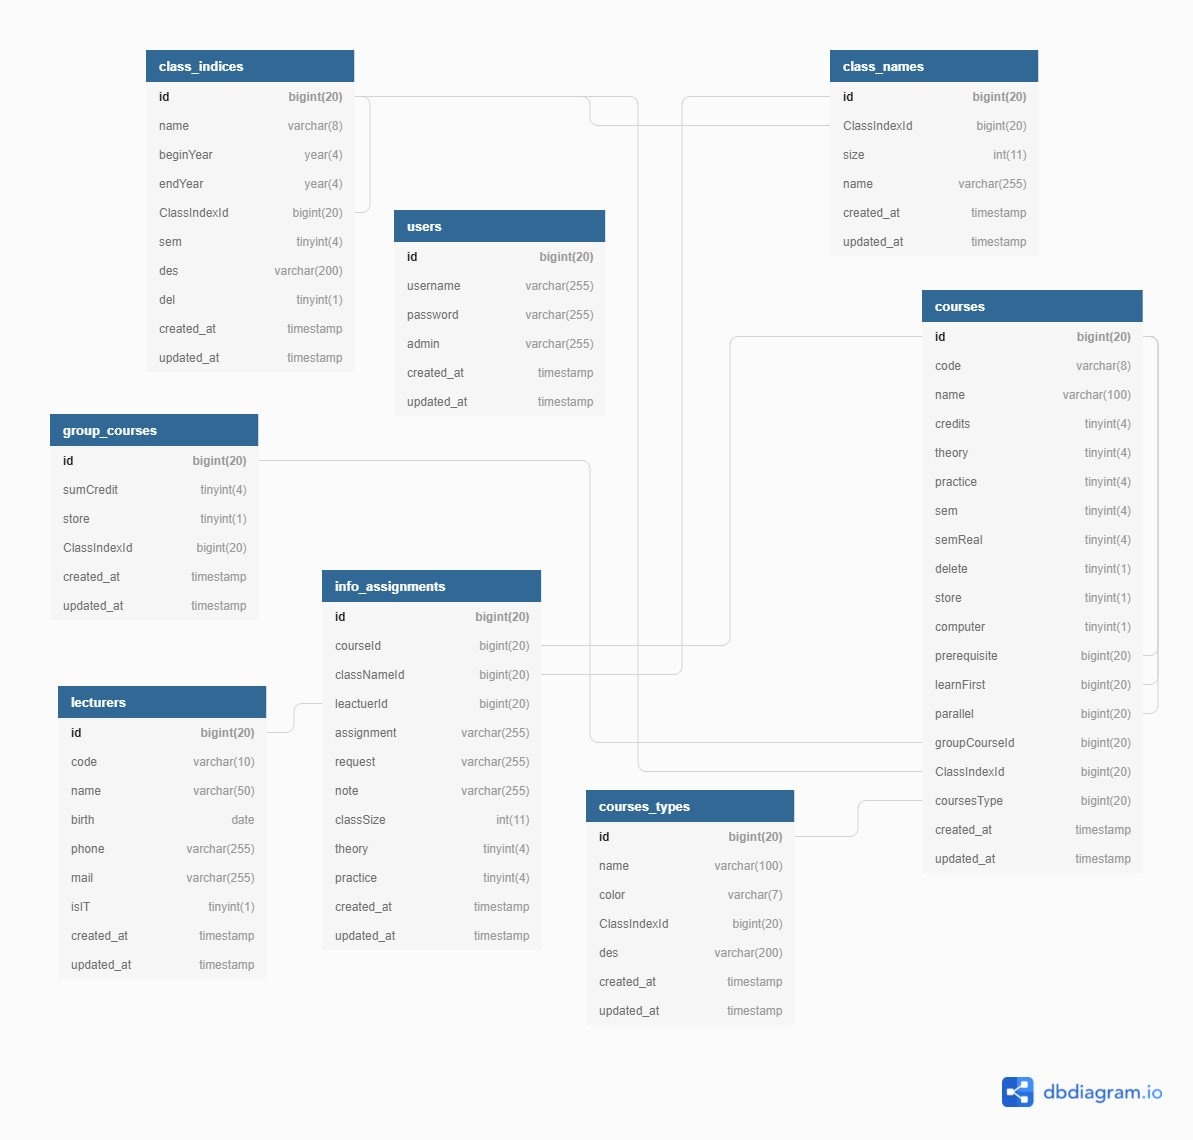 class_indices
id bigint(20)
name varchar(8)
beginYear year(4)
endYear year(4)
ClassIndexId bigint(20)
sem tinyint(4)
des varchar(200)
del tinyint(1)
created_at timestamp
updated_at timestamp
class_names
id bigint(20)
ClassIndexId bigint(20)
size int(11)
name varchar(255)
created_at timestamp
updated_at timestamp
users
id bigint(20)
username varchar(255)
password varchar(255)
admin varchar(255)
created_at timestamp
updated_at timestamp
courses
id bigint(20)
code varchar(8)
name varchar(100)
credits tinyint(4)
theory tinyint(4)
practice tinyint(4)
sem tinyint(4)
semReal tinyint(4)
delete tinyint(1)
store tinyint(1)
computer tinyint(1)
prerequisite bigint(20)
learnFirst bigint(20)
parallel bigint(20)
groupCourseId bigint(20)
ClassIndexId bigint(20)
coursesType bigint(20)
created_at timestamp
updated_at timestamp
group_courses
id bigint(20)
sumCredit tinyint(4)
store tinyint(1)
ClassIndexId bigint(20)
created_at timestamp
updated_at timestamp
info_assignments
id bigint(20)
courseId bigint(20)
classNameId bigint(20)
leactuerId bigint(20)
assignment varchar(255)
request varchar(255)
note varchar(255)
classSize int(11)
theory tinyint(4)
practice tinyint(4)
created_at timestamp
updated_at timestamp
lecturers
id bigint(20)
code varchar(10)
name varchar(50)
birth date
phone varchar(255)
mail varchar(255)
isIT tinyint(1)
created_at timestamp
updated_at timestamp
courses_types
id bigint(20)
name varchar(100)
color varchar(7)
ClassIndexId bigint(20)
des varchar(200)
created_at timestamp
updated_at timestamp
dbdiagram.io